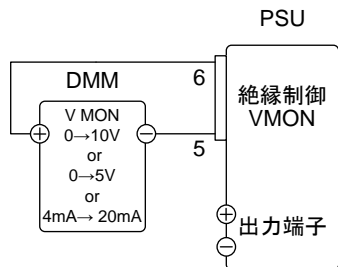 PSU
DMM
6
V MON
0→10V
or
0→5V
or
4mA→ 20mA
+
−
5
絶縁制御
VMON
+
出力端子
−